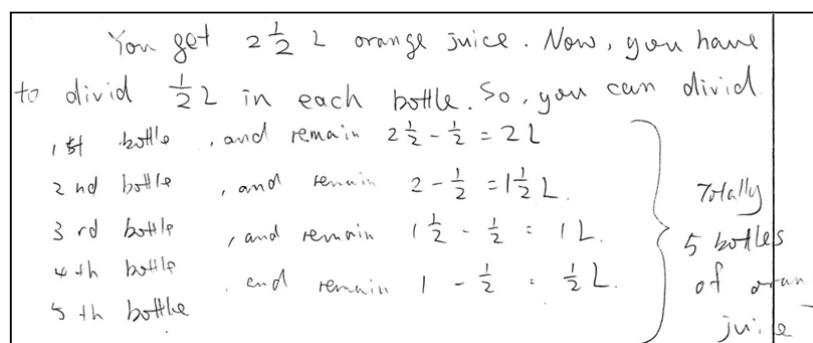 You get 2 1/2 L orange juice. Now, you have
to divid 1/2 L in each bottle. So, you can divid
1st bottle , and remain 2 1/2 - 1/2 = 2L
2nd bottle , and remain 2 - 1/2 = 1 1/2 L.
3rd bottle , and remain 1 1/2 - 1/2 = 1L.
4th bottle . and remain 1 - 1/2 = 1/2 L.
5th bottle
Totally
5 bottles
of oran
juice